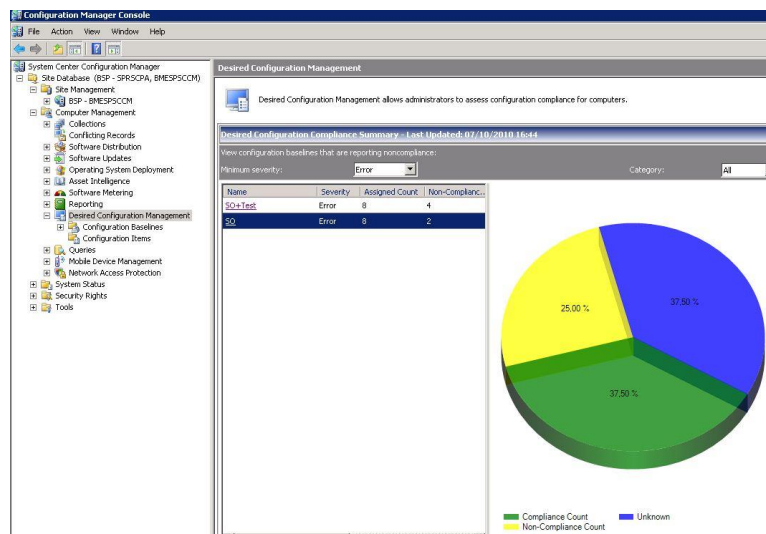 Configuration Manager Console
File Action View Window Help
System Center Configuration Manager
Site Database (BSP - SPRSCPA, BMESPSCCM)
Site Management
BSP - BMESPSCCM
Computer Management
Collections
Conflicting Records
Software Distribution
Software Updates
Operating System Deployment
Asset Intelligence
Software Metering
Reporting
Desired Configuration Management
Configuration Baselines
Configuration Items
Queries
Mobile Device Management
Network Access Protection
System Status
Security Rights
Tools
Desired Configuration Management
Desired Configuration Management allows administrators to assess configuration compliance for computers.
Desired Configuration Compliance Summary - Last Updated: 07/10/2010 16:44
View configuration baselines that are reporting noncompliance:
Minimum severity: Error Category: All
Name Severity Assigned Count Non-Complianc..
SO+Test Error 8 4
SO Error 8 2
25,00 %
37,50 %
37,50 %
Compliance Count Unknown
Non-Compliance Count